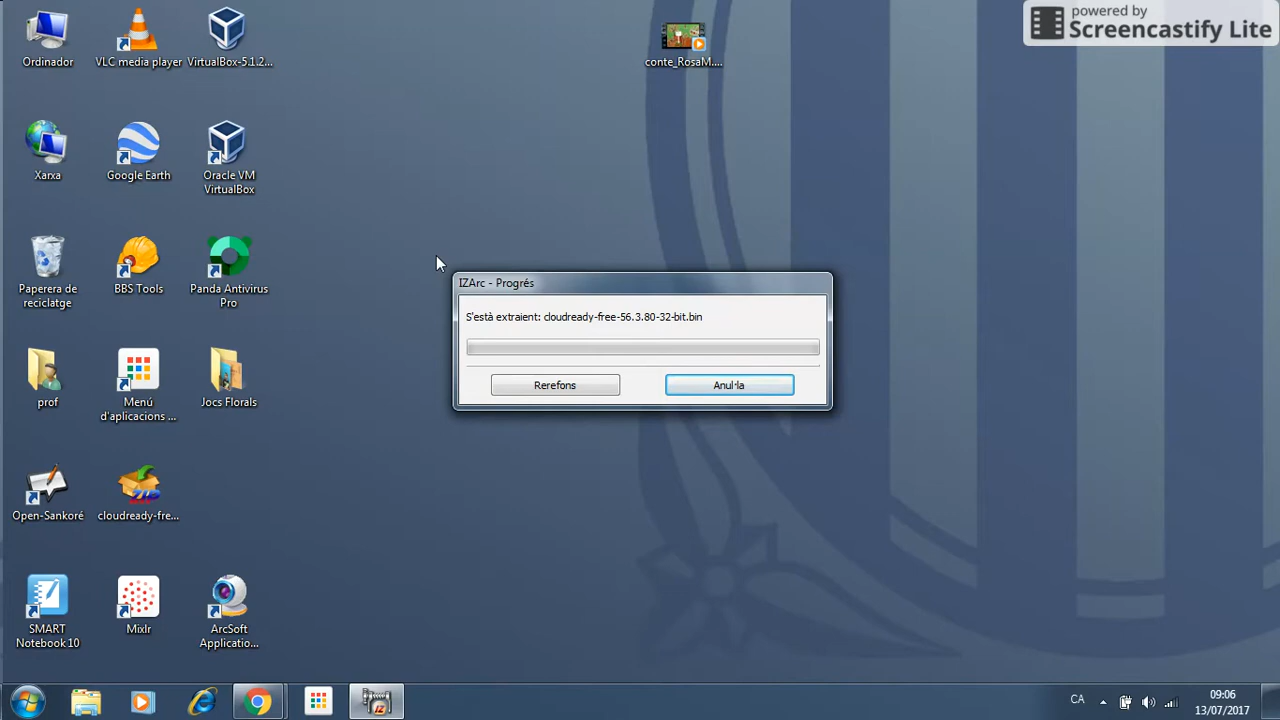 powered by
Screencastify Lite
Ordinador
VLC media player
VirtualBox-5.1.2...
conte_RosaM....
Xarxa
Google Earth
Oracle VM
VirtualBox
Paperera de
reciclatge
BBS Tools
Panda Antivirus
Pro
IZArc - Progrés
S'està extraient: cloudready-free-56.3.80-32-bit.bin
Rerefons
Anul·la
prof
Menú
d'aplicacions ...
Jocs Florals
Open-Sankoré
ZIP
cloudready-fre...
SMART
Notebook10
Mixlr
ArcSoft
Applicatio...
IZ
CA
09:06
13/07/2017